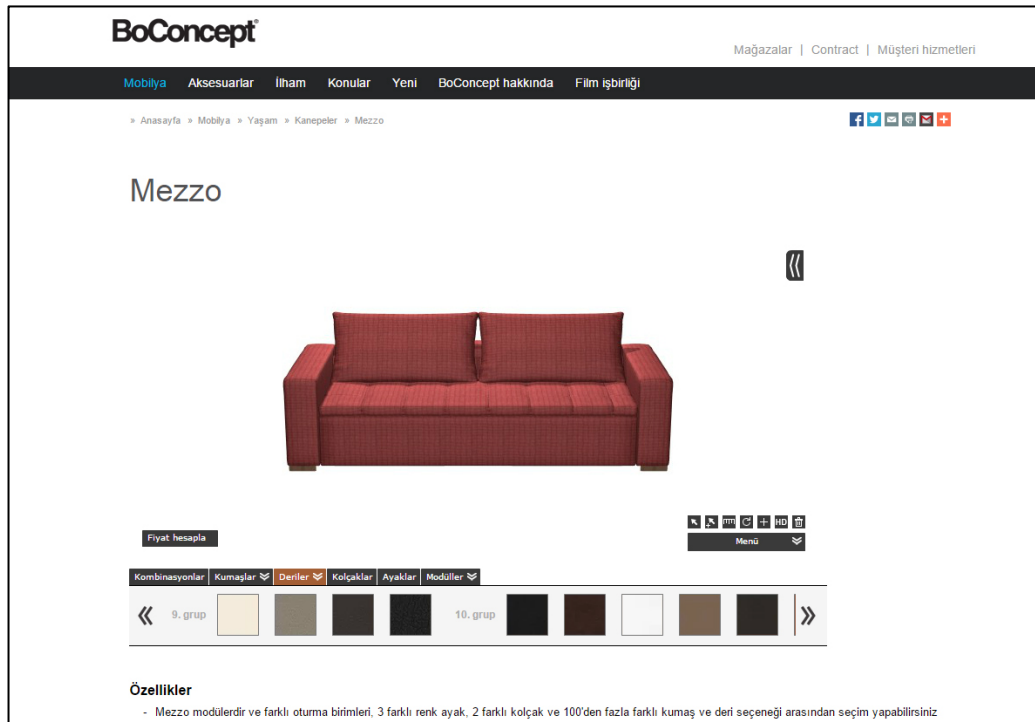 BoConcept®
Mağazalar | Contract | Müşteri hizmetleri
Mobilya Aksesuarlar İlham Konular Yeni BoConcept hakkında Film işbirliği
» Anasayfa » Mobilya » Yaşam » Kanepeler » Mezzo
Mezzo
HD
Fiyat hesapla
Menü
Kombinasyonlar Kumaşlar Deriler Kolçaklar Ayaklar Modüller
9. grup 10. grup
Özellikler
- Mezzo modülerdir ve farklı oturma birimleri, 3 farklı renk ayak, 2 farklı kolçak ve 100'den fazla farklı kumaş ve deri seçeneği arasından seçim yapabilirsiniz